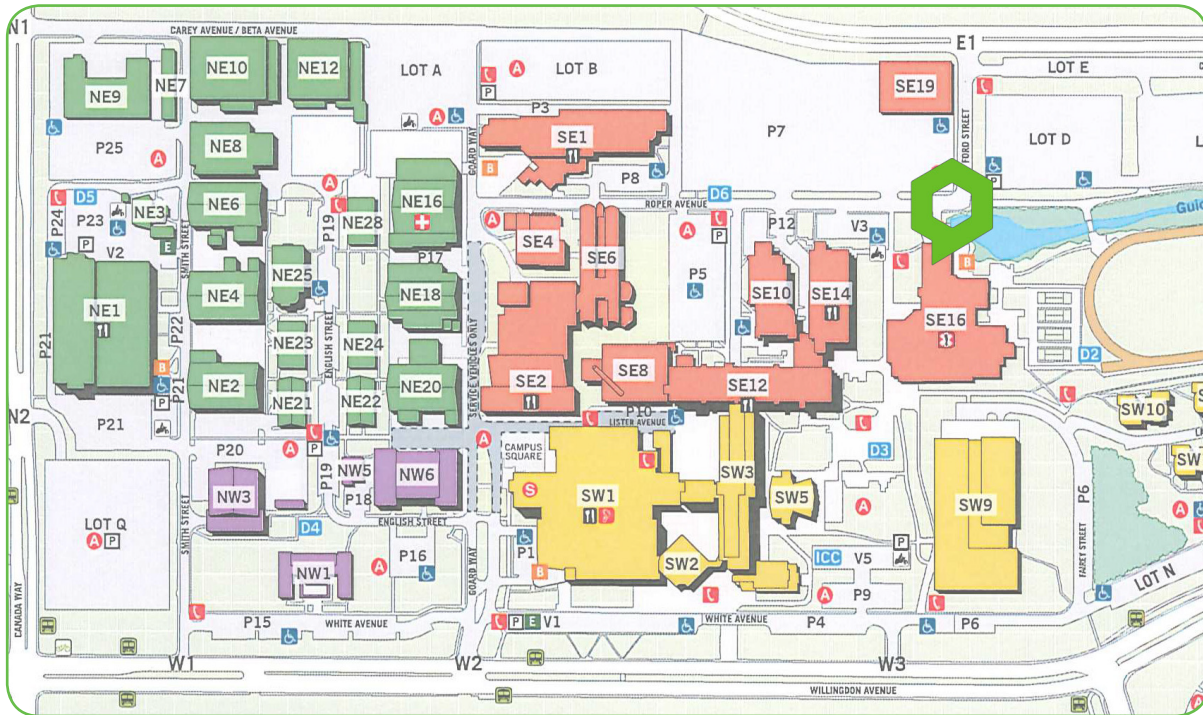 N1
CAREY AVENUE / BETA AVENUE
E1
NE9
NE7
NE10
NE12
LOT A
LOT B
P3
SE19
LOT E
LOT D
FORD STREET
P7
NE8
P25
SE1
P8
GOARD WAY
B
D5
D6
ROPER AVENUE
P24
P23
NE3
NE6
NE28
NE16
P19
SE4
SE6
P12
V3
E
V2
SMITH STREET
P17
P5
SE10
SE14
B
Guic
NE1
NE4
NE25
NE18
SE16
P21
P22
NE23
NE24
ENGLISH STREET
SERVICE VEHICLES ONLY
D2
B
NE2
NE21
NE22
NE20
SE2
SE8
SE12
P21
P10
LISTER AVENUE
SW10
N2
P21
P20
CAMPUS SQUARE
D3
SW
NW3
NW5
NW6
P19
P18
S
SW1
SW3
SW5
SW9
P6
LOT Q
A P
SMITH STREET
D4
ENGLISH STREET
P16
P1
B
SW2
ICC
V5
P9
FAIREY STREET
LOT N
NW1
GOARD WAY
CANADA WAY
P15
WHITE AVENUE
P E V1
WHITE AVENUE
P4
P6
W1
W2
W3
WILLINGDON AVENUE